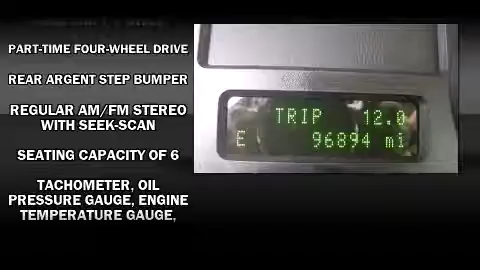 PART-TIME FOUR-WHEEL DRIVE
REAR ARGENT STEP BUMPER
REGULAR AM/FM STEREO
WITH SEEK-SCAN
SEATING CAPACITY OF 6
TACHOMETER, OIL
PRESSURE GAUGE, ENGINE
TEMPERATURE GAUGE,
TRIP 12.0
E 96894 mi